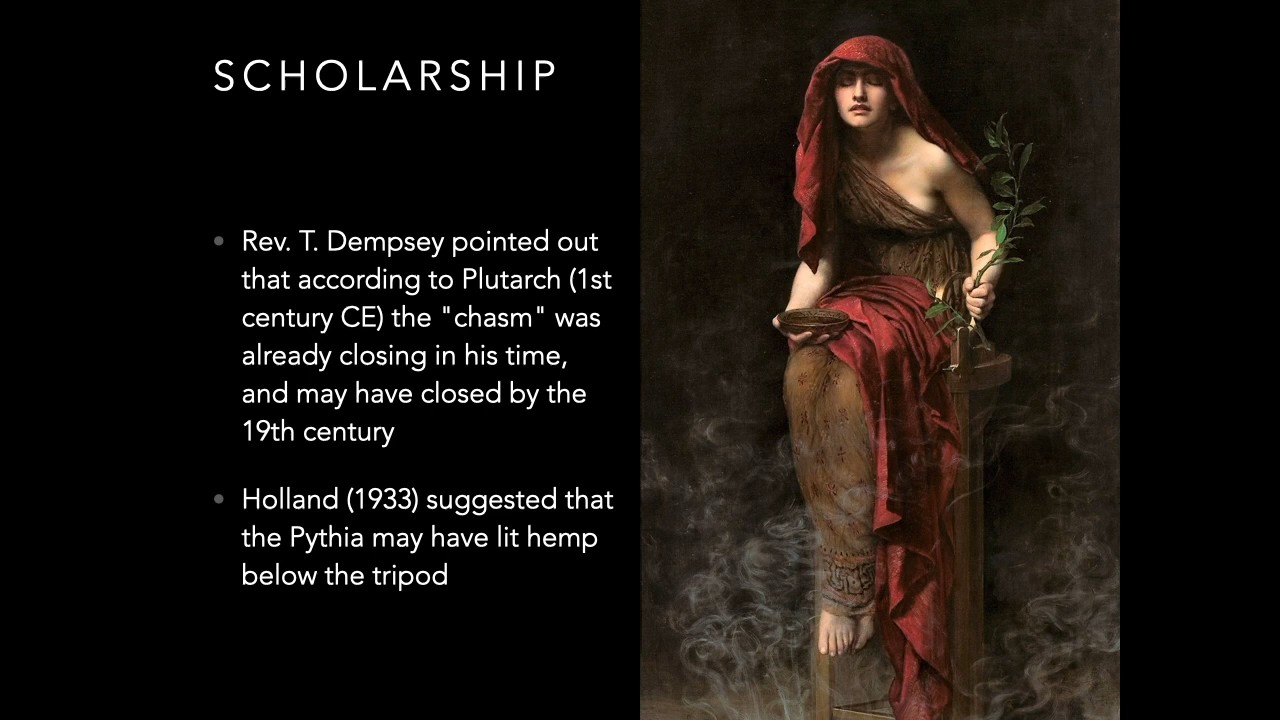 SCHOLARSHIP
• Rev. T. Dempsey pointed out
that according to Plutarch (1st
century CE) the "chasm" was
already closing in his time,
and may have closed by the
19th century
• Holland (1933) suggested that
the Pythia may have lit hemp
below the tripod